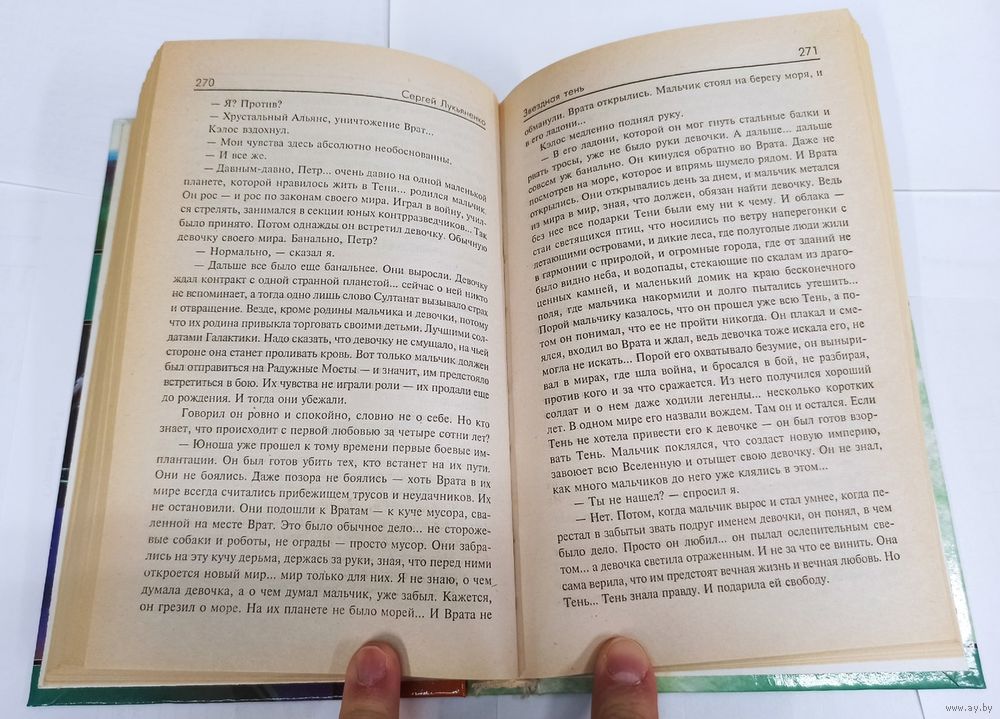 270
Сергей Лукьяненко
— Я? Против?
— Хрустальный Альянс, уничтожение Врат...
Кэлос вздохнул.
— Мои чувства здесь абсолютно необоснованны.
— И все же.
— Давным-давно, Петр... очень давно на одной маленькой
планете, которой нравилось жить в Тени... родился мальчик.
Он рос — и рос по законам своего мира. Играл в войну, учил-
ся стрелять, занимался в секции юных контрразведчиков... Так
было принято. Потом однажды он встретил девочку. Обычную
девочку своего мира. Банально, Петр?
— Нормально, — сказал я.
— Дальше все было еще банальнее. Они выросли. Девочку
ждал контракт с одной странной планетой... сейчас о ней никто
не вспоминает, а тогда одно лишь слово Султанат вызывало страх
и отвращение. Везде, кроме родины мальчика и девочки, потому
что их родина привыкла торговать своими детьми. Лучшими сол-
датами Галактики. Надо сказать, что девочку не смущало, на чьей
стороне она станет проливать кровь. Вот только мальчик должен
был отправиться на Радужные Мосты — и значит, им предстояло
встретиться в бою. Их чувства не играли роли — их продали еще
до рождения. И тогда они убежали.
Говорил он ровно и спокойно, словно не о себе. Но кто
знает, что происходит с первой любовью за четыре сотни лет?
— Юноша уже прошел к тому времени первые боевые им-
плантации. Он был готов убить тех, кто встанет на их пути.
Они не боялись. Даже позора не боялись — хоть Врата в их
мире всегда считались прибежищем трусов и неудачников. Их
не остановили. Они подошли к Вратам — к куче мусора, сва-
ленной на месте Врат. Это было обычное дело... не стороже-
вые собаки и роботы, не ограды — просто мусор. Они забра-
лись на эту кучу дерьма, держась за руки, зная, что перед ними
откроется новый мир... мир только для них. Я не знаю, о чем
думала девочка, а о чем думал мальчик, уже забыл. Кажется,
он грезил о море. На их планете не было морей... И Врата не
Звездная тень
271
обманули. Врата открылись. Мальчик стоял на берегу моря, и
в его ладони...
Кэлос медленно поднял руку.
— В его ладони, которой он мог гнуть стальные балки и
рвать тросы, уже не было руки девочки. А дальше... дальше
совсем уж банально. Он кинулся обратно во Врата. Даже не
посмотрев на море, которое и впрямь шумело рядом. И Врата
открылись. Они открывались день за днем, и мальчик метался
из мира в мир, зная, что должен, обязан найти девочку. Ведь
без нее все подарки Тени были ему ни к чему. И облака —
стаи светящихся птиц, что носились по ветру наперегонки с
летающими островами, и дикие леса, где полуголые люди жили
в гармонии с природой, и огромные города, где от зданий не
было видно неба, и водопады, стекающие по скалам из драго-
ценных камней, и маленький домик на краю бесконечного
поля, где мальчика накормили и долго пытались утешить...
Порой мальчику казалось, что он прошел уже всю Тень, а по-
том он понимал, что ее не пройти никогда. Он плакал и сме-
ялся, входил во Врата и ждал, ведь девочка тоже искала его, не
могла не искать... Порой его охватывало безумие, он выныри-
вал в мирах, где шла война, и бросался в бой, не разбирая,
против кого и за что сражается. Из него получился хороший
солдат и о нем даже ходили легенды... несколько коротких
лет. В одном мире его назвали вождем. Там он и остался. Если
Тень не хотела привести его к девочке — он был готов взор-
вать Тень. Мальчик поклялся, что создаст новую империю,
завоюет всю Вселенную и отыщет свою девочку. Он не знал,
как много мальчиков до него уже клялись в этом...
— Ты не нашел? — спросил я.
— Нет. Потом, когда мальчик вырос и стал умнее, когда пе-
рестал в забытьи звать подруг именем девочки, он понял, в чем
было дело. Просто он любил... он пылал ослепительным све-
том... а девочка светила отраженным. И не за что ее винить. Она
сама верила, что им предстоят вечная жизнь и вечная любовь. Но
Тень... Тень знала правду. И подарила ей свободу.
www.ay.by